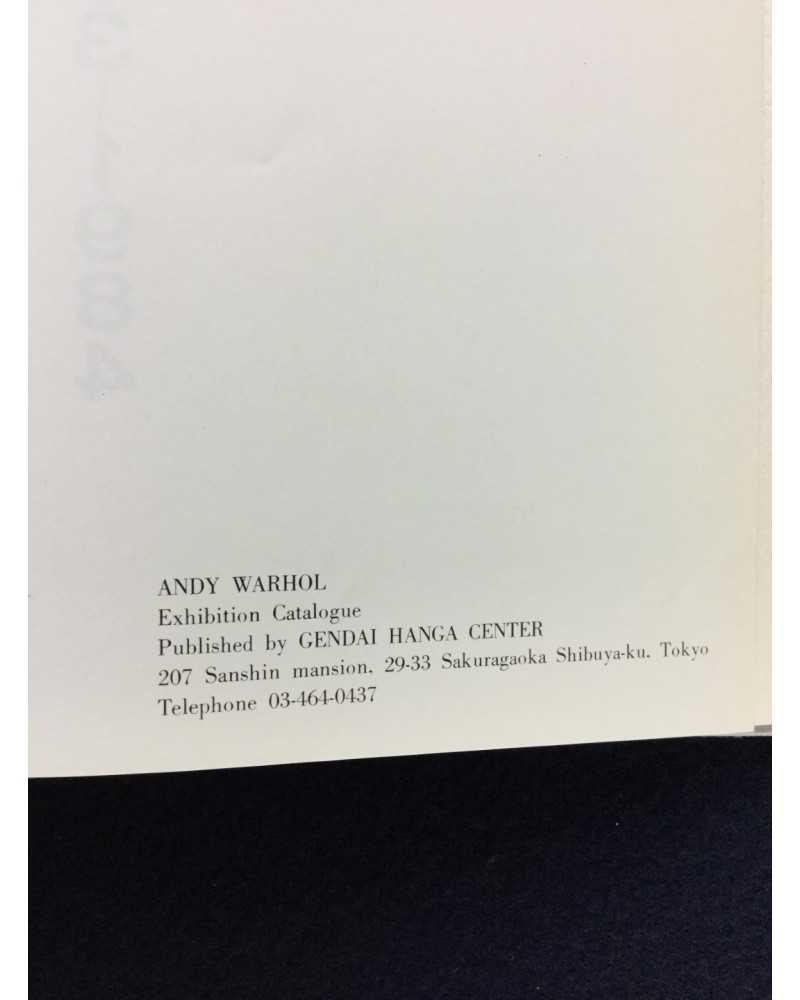 ANDY WARHOL
Exhibition Catalogue
Published by GENDAI HANGA CENTER
207 Sanshin mansion, 29-33 Sakuragaoka Shibuya-ku, Tokyo
Telephone 03-464-0437